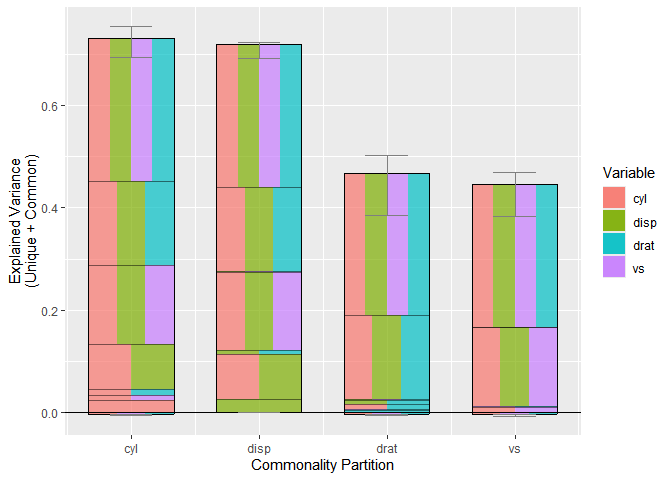 Explained Variance
(Unique + Common)
0.6
0.4
0.2
0.0
cyl
disp
drat
vs
Commonality Partition
Variable
cyl
disp
drat
vs